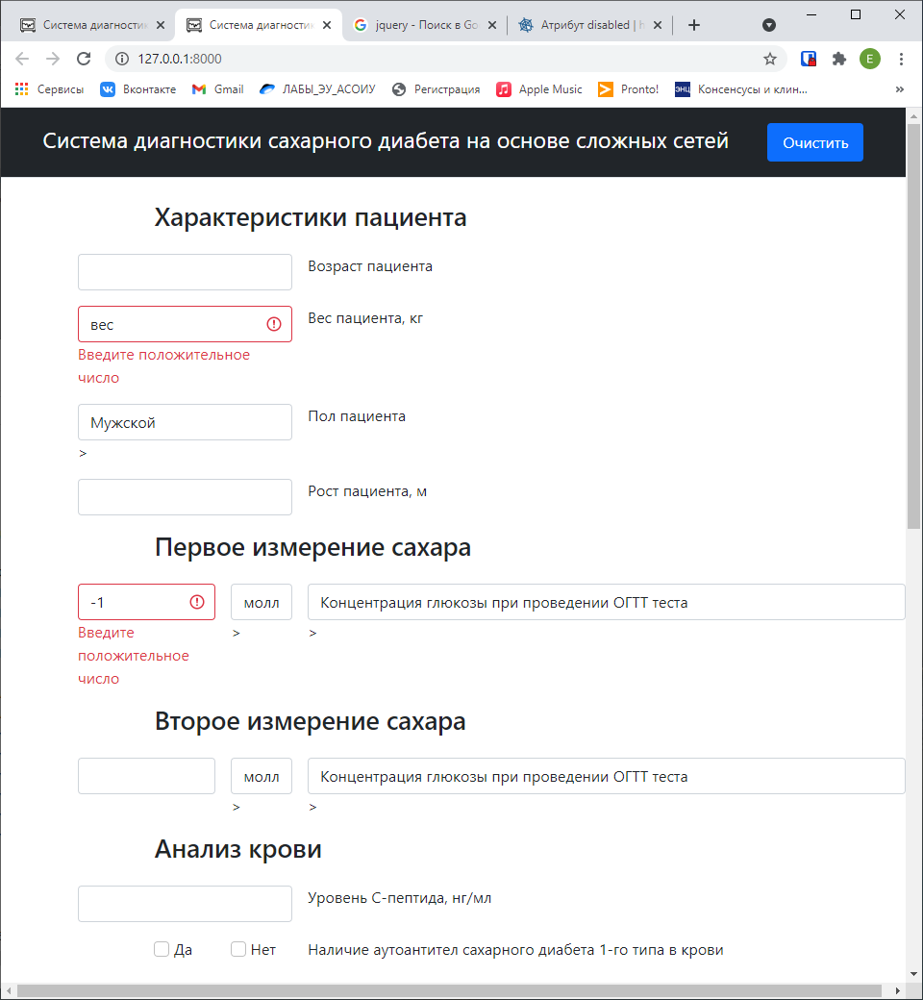 Система диагностик
Система диагности
jquery - Поиск в Go
Атрибут disabled | h
127.0.0.1:8000
E
Сервисы
Вконтакте
Gmail
ЛАБЫ_ЭУ_АСОИУ
Регистрация
Apple Music
Pronto!
ЭНЦ
Консенсусы и клин...
»
Система диагностики сахарного диабета на основе сложных сетей
Очистить
Характеристики пациента
Возраст пациента
вес
Вес пациента, кг
Введите положительное
число
Мужской
Пол пациента
>
Рост пациента, м
Первое измерение сахара
-1
молл
Концентрация глюкозы при проведении ОГТТ теста
Введите
>
>
положительное
число
Второе измерение сахара
молл
Концентрация глюкозы при проведении ОГТТ теста
>
>
Анализ крови
Уровень С-пептида, нг/мл
Да
Нет
Наличие аутоантител сахарного диабета 1-го типа в крови